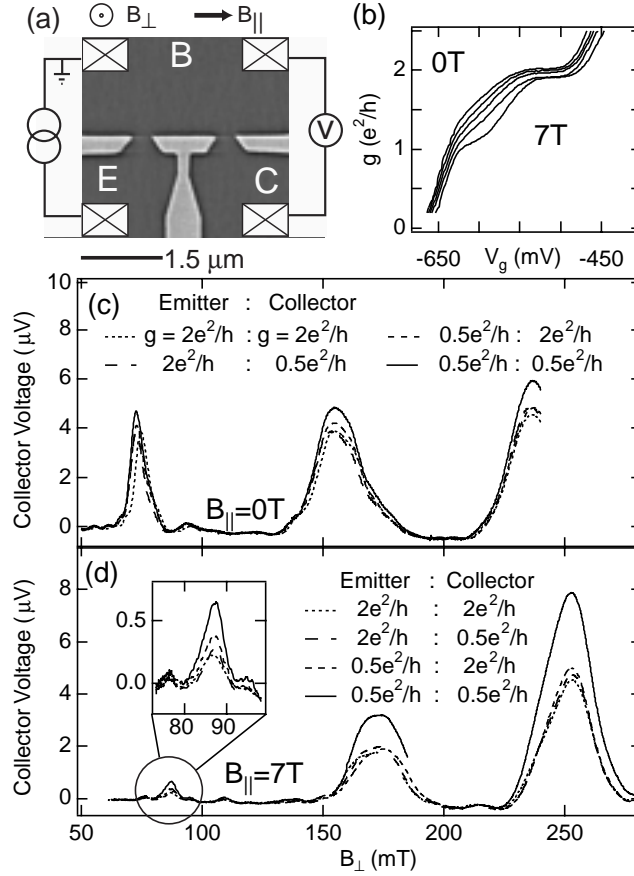 (a)
⊙ B⊥ → B||
B
V
E
C
1.5 μm
(b)
2
1
0
g (e²/h)
0T
7T
-650
-450
Vg (mV)
(c)
10
8
6
4
2
0
Collector Voltage (μV)
Emitter : Collector
g = 2e²/h : g = 2e²/h
0.5e²/h : 2e²/h
2e²/h : 0.5e²/h
0.5e²/h : 0.5e²/h
B||=0T
(d)
8
6
4
2
0
Collector Voltage (μV)
0.5
0.0
80
90
Emitter : Collector
2e²/h : 2e²/h
2e²/h : 0.5e²/h
0.5e²/h : 2e²/h
0.5e²/h : 0.5e²/h
B||=7T
50
100
150
200
250
B⊥ (mT)